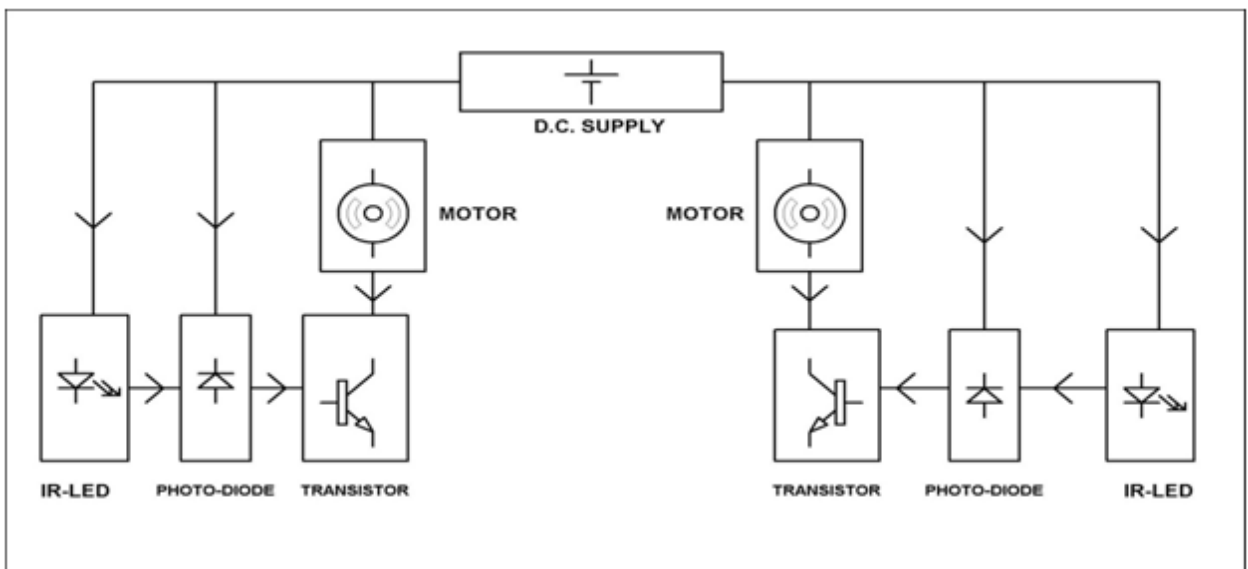 D.C. SUPPLY
MOTOR
MOTOR
IR-LED
PHOTO-DIODE
TRANSISTOR
TRANSISTOR
PHOTO-DIODE
IR-LED